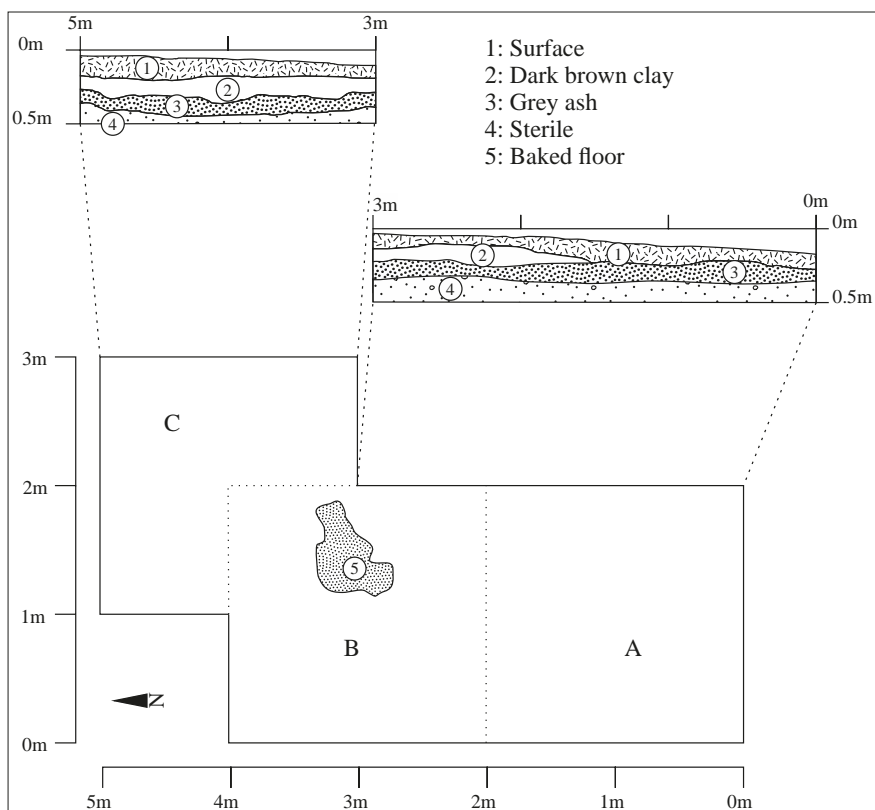 5m 3m
0m
1
2
3
4
0.5m
1: Surface
2: Dark brown clay
3: Grey ash
4: Sterile
5: Baked floor
3m 0m
0m
2 1
3
4
0.5m
3m
C
2m
5
1m
B A
N
0m
5m 4m 3m 2m 1m 0m